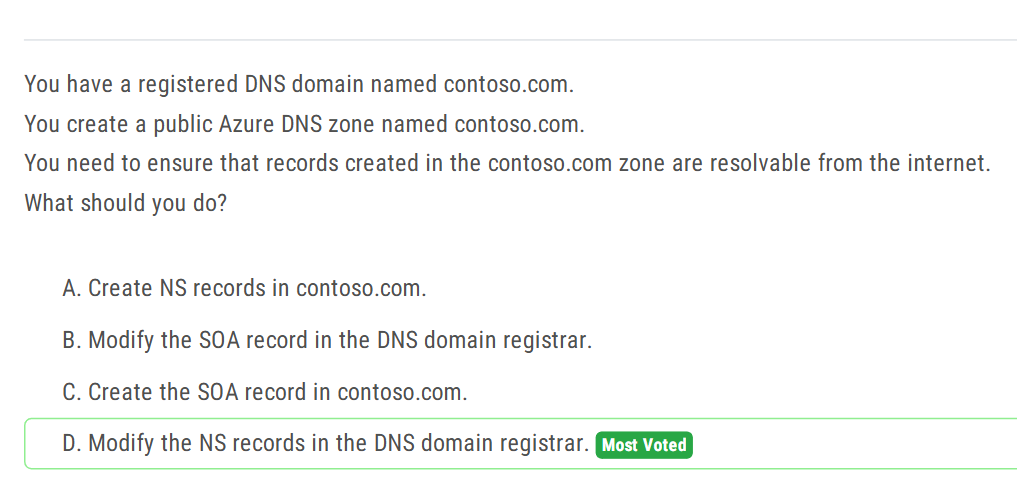 You have a registered DNS domain named contoso.com.
You create a public Azure DNS zone named contoso.com.
You need to ensure that records created in the contoso.com zone are resolvable from the internet.
What should you do?
A. Create NS records in contoso.com.
B. Modify the SOA record in the DNS domain registrar.
C. Create the SOA record in contoso.com.
D. Modify the NS records in the DNS domain registrar. Most Voted